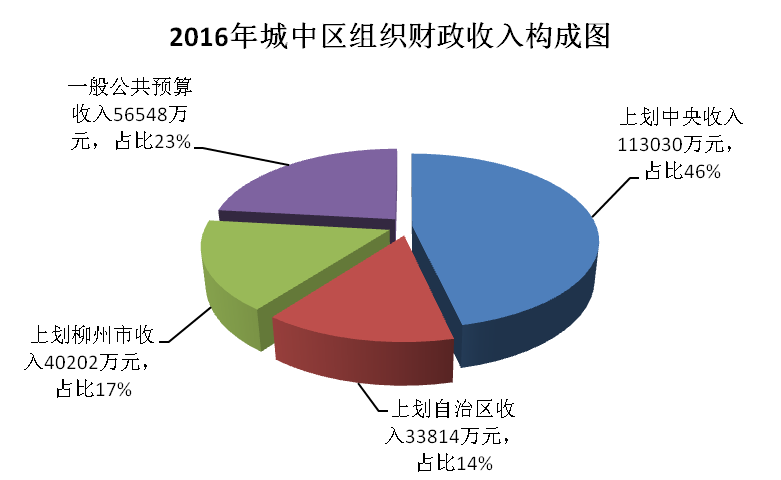 2016年城中区组织财政收入构成图
一般公共预算
收入56548万
元，占比23%
上划中央收入
113030万元，
占比46%
上划柳州市收
入40202万元，
占比17%
上划自治区收
入33814万元，
占比14%